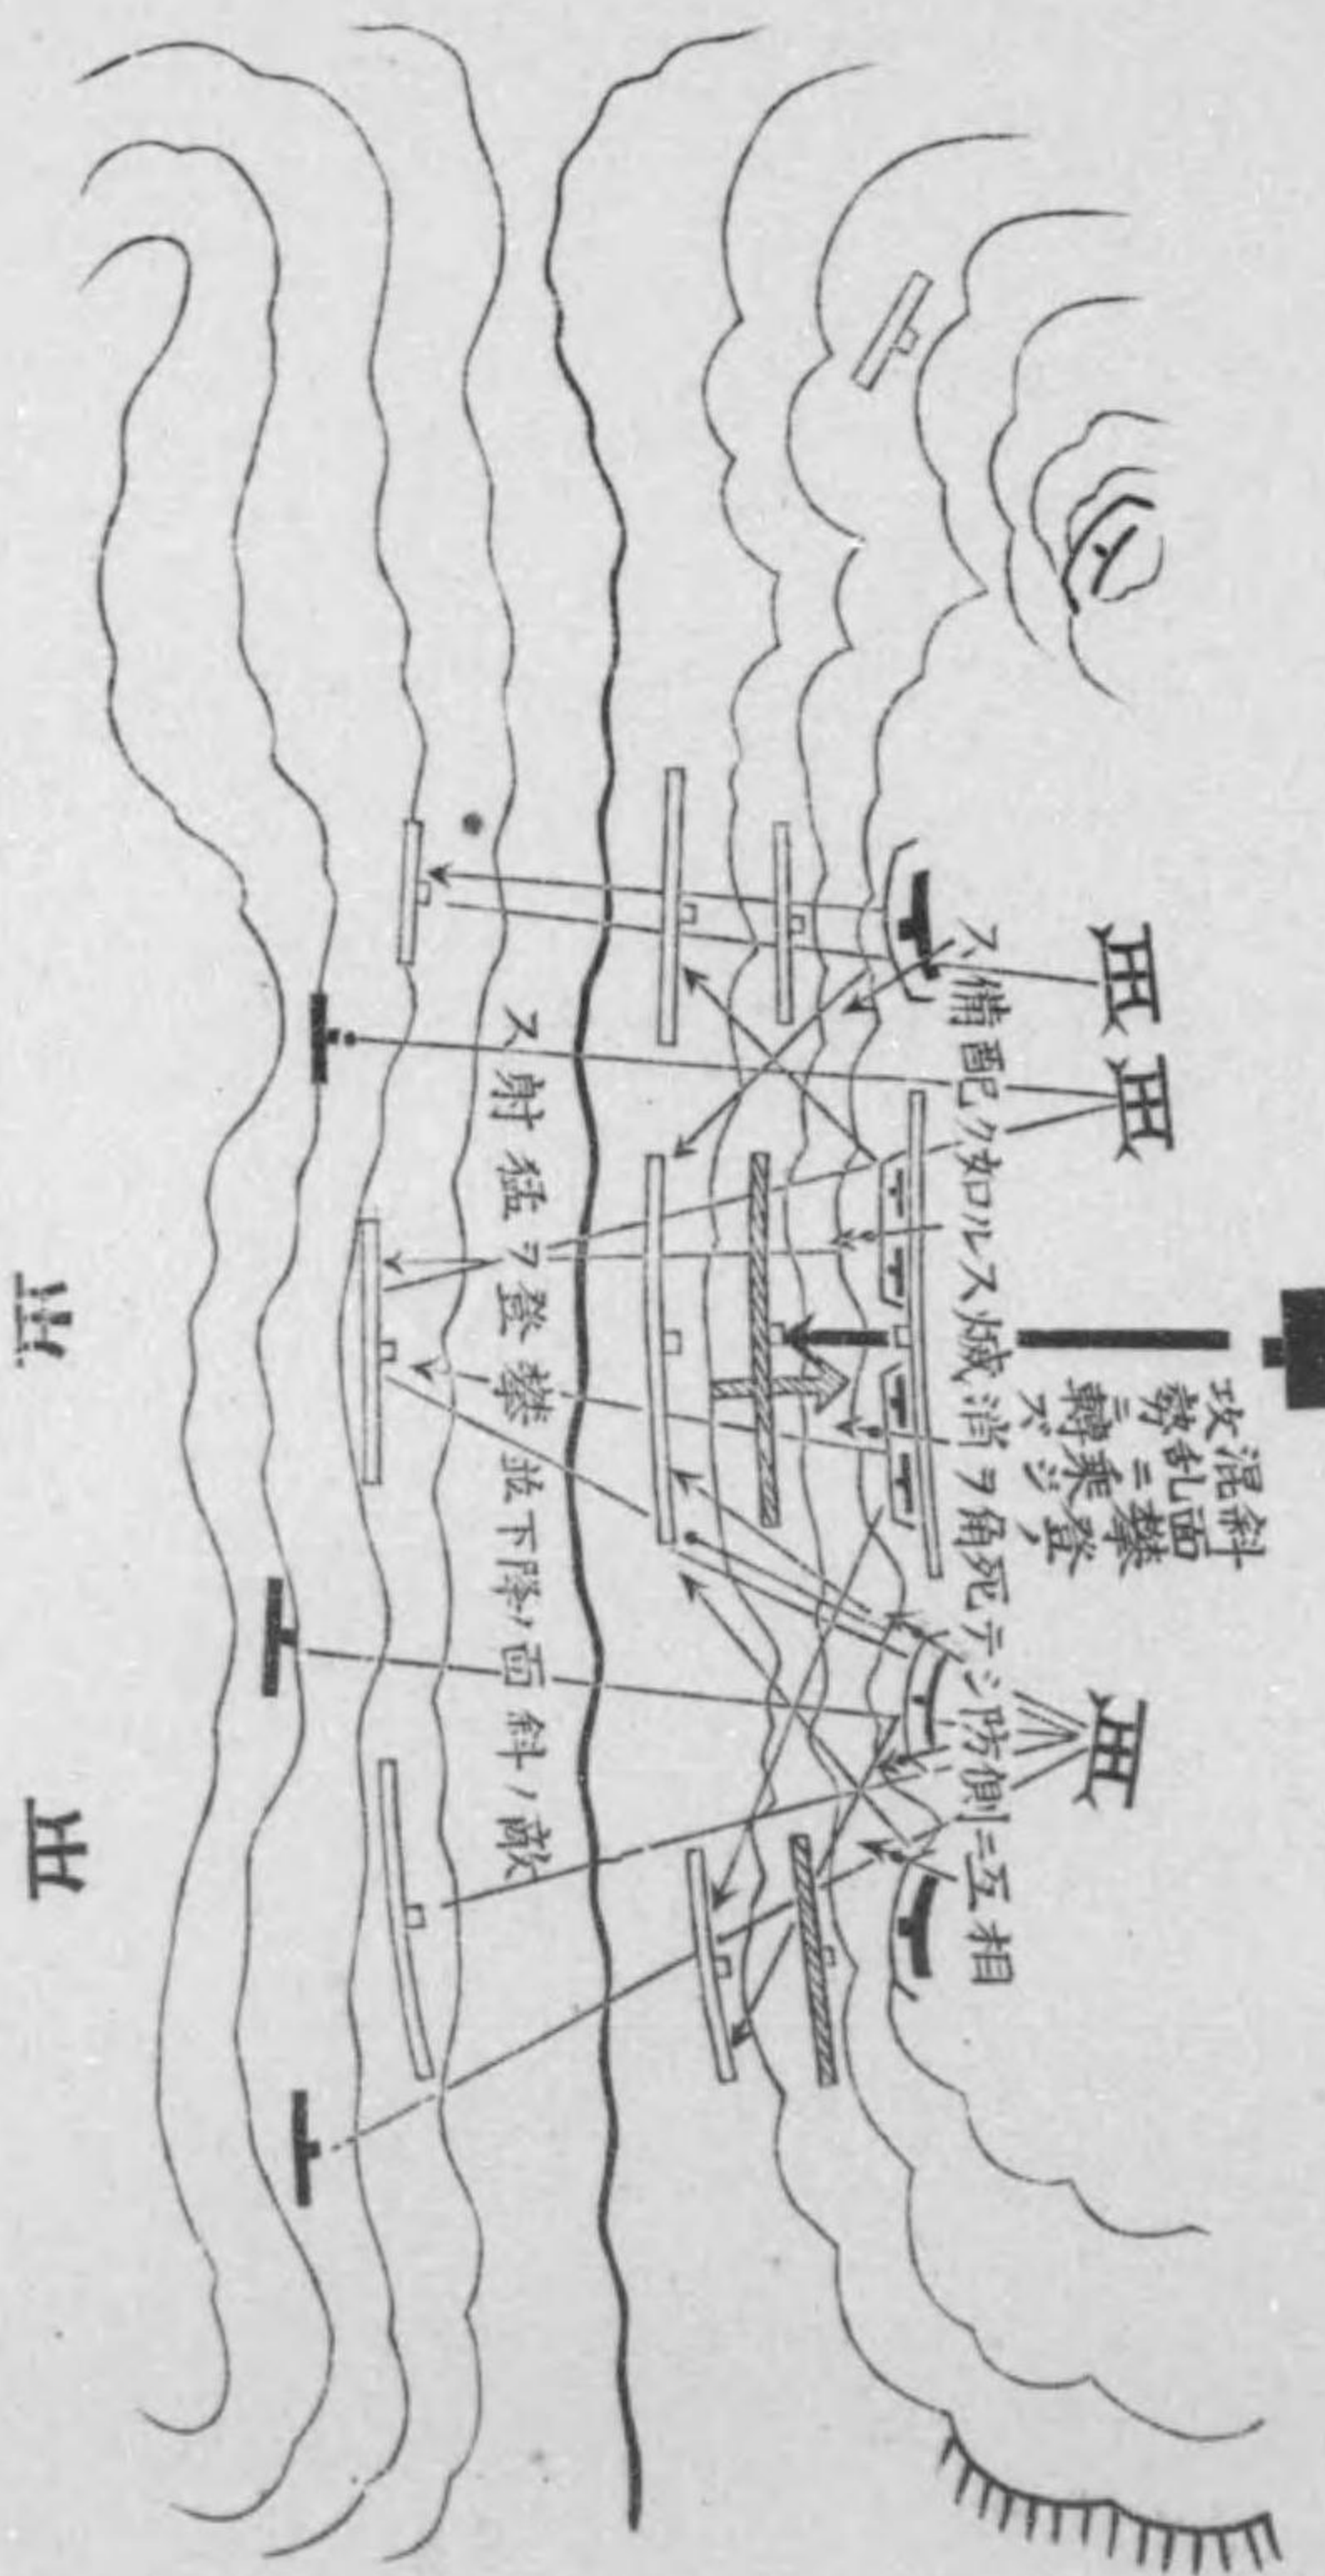 斜面攀登ノ
混乱ニ乗ジ
攻勢ニ轉ズ
相互ニ側防シテ死角ヲ消滅スル如ク配備ス
敵ノ斜面ノ降下並攀登ヲ猛射ス